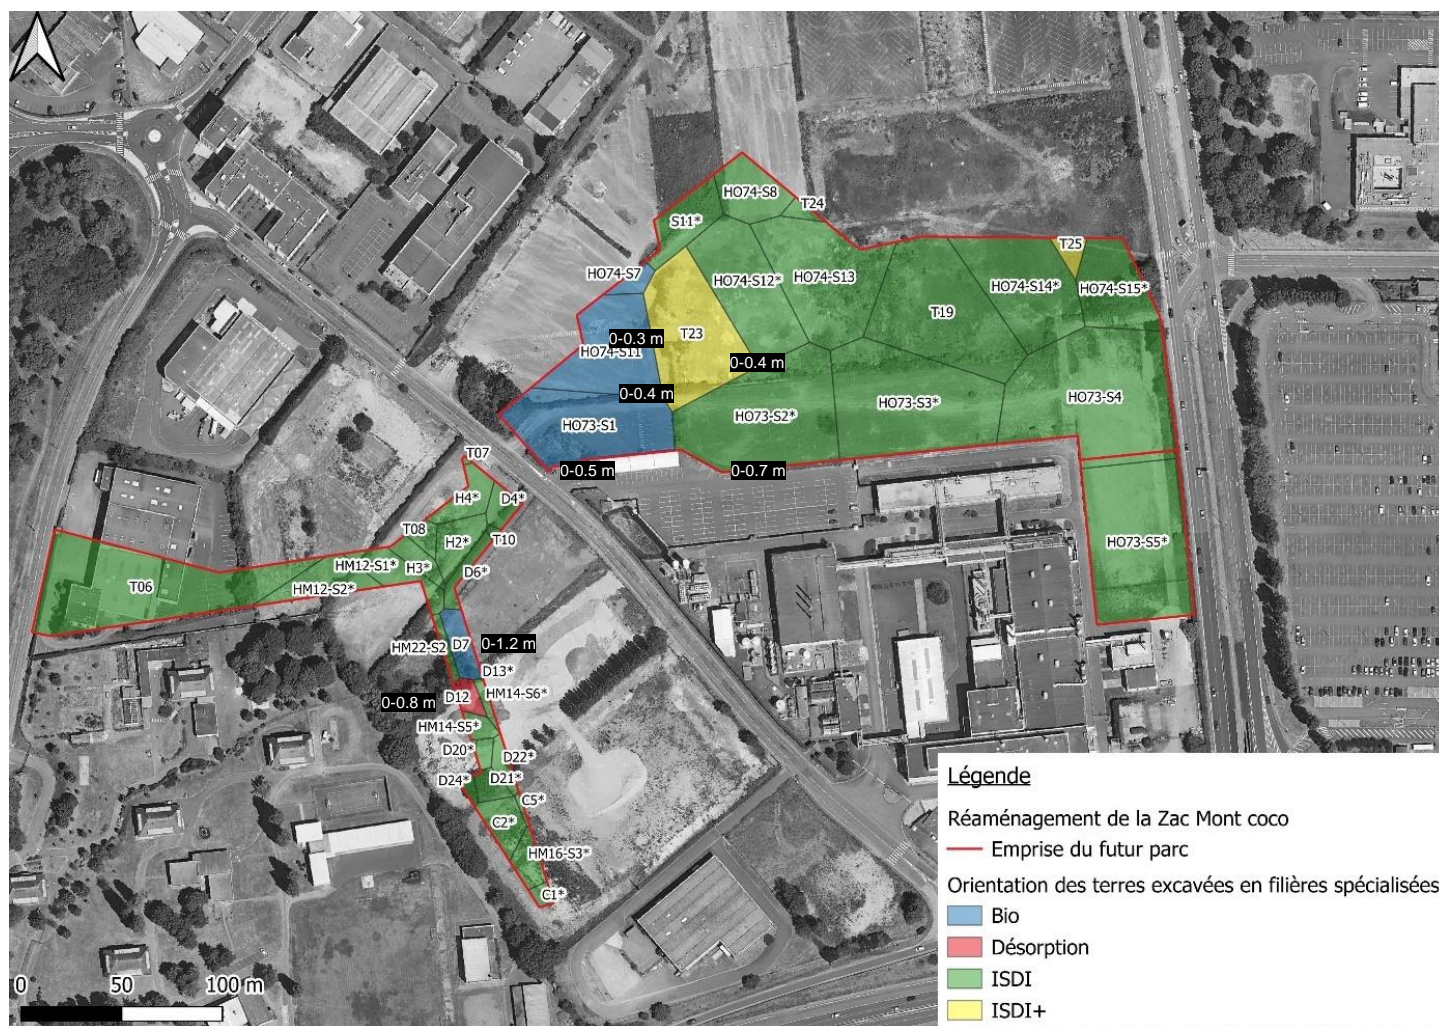 HO74-S8
T24
S11*
T25
HO74-S7
HO74-S12*
HO74-S13
HO74-S14*
HO74-S15*
T19
T23
0-0.3 m
HO74-S11
0-0.4 m
0-0.4 m
HO73-S4
HO73-S3*
HO73-S2*
HO73-S1
0-0.5 m
0-0.7 m
T07
H4*
D4*
T08
H2*
T10
HM12-S1*
H3*
D6*
HM12-S2*
T06
HO73-S5*
HM22-S2
D7
0-1.2 m
D13*
D12
0-0.8 m
HM14-S6*
HM14-S5*
D20*
D22*
D24*
D21*
C5*
C2*
HM16-S3*
C1*
Légende
Réaménagement de la Zac Mont coco
Emprise du futur parc
Orientation des terres excavées en filières spécialisées
Bio
Désorption
ISDI
ISDI+
0 50 100 m